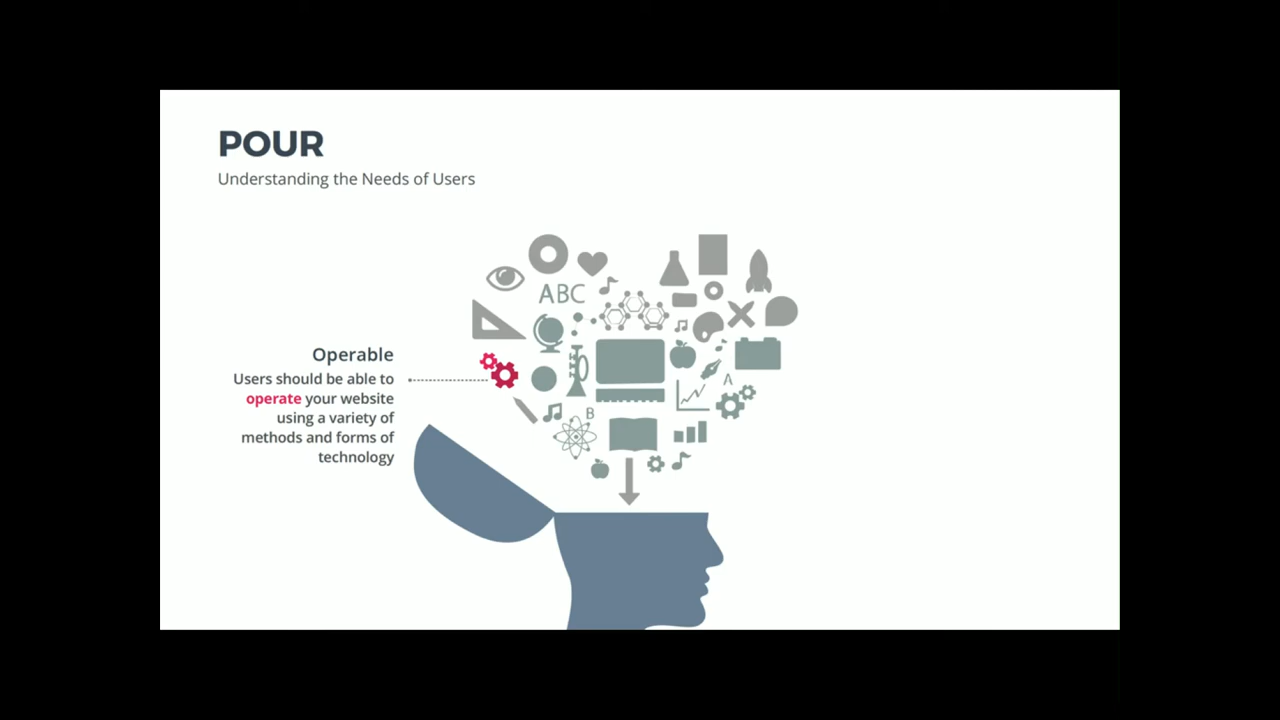 POUR
Understanding the Needs of Users
ABC
Operable
Users should be able to
operate your website
using a variety of
methods and forms of
technology
A
B